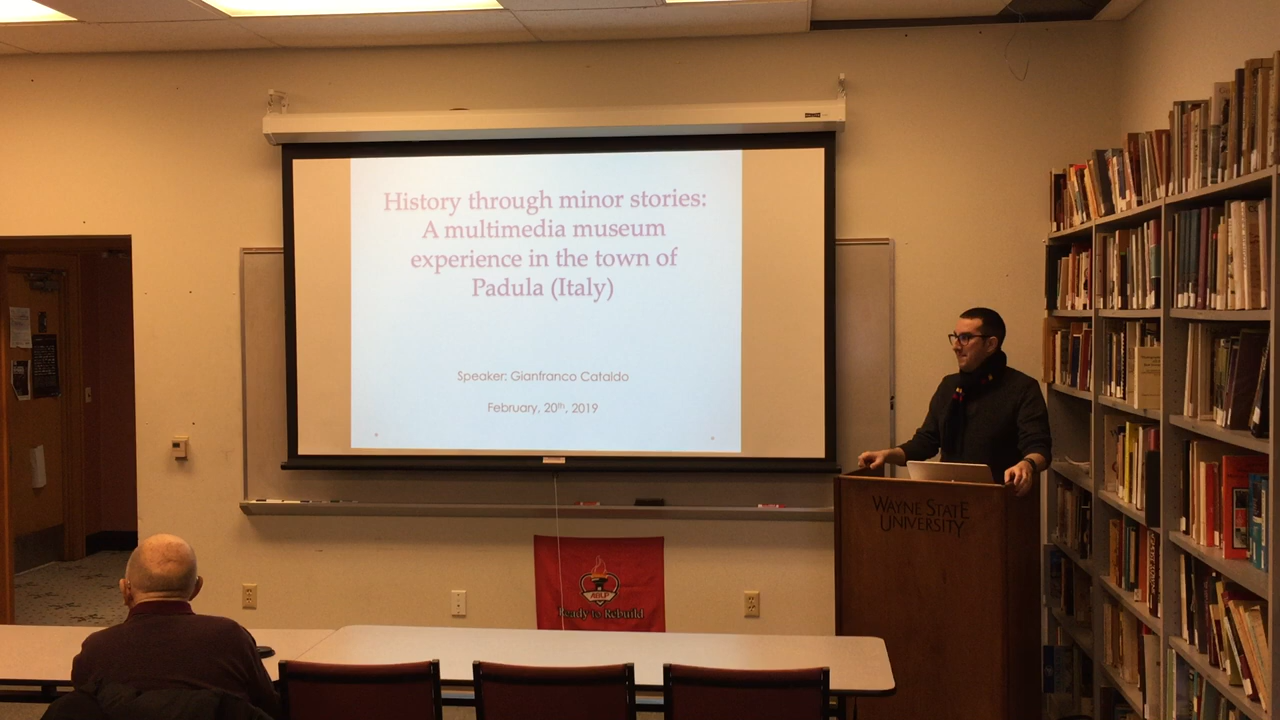 History through minor stories:
A multimedia museum
experience in the town of
Padula (Italy)
Speaker: Gianfranco Cataldo
February, 20th, 2019
WAYNE STATE
UNIVERSITY
Ready to Rebuild